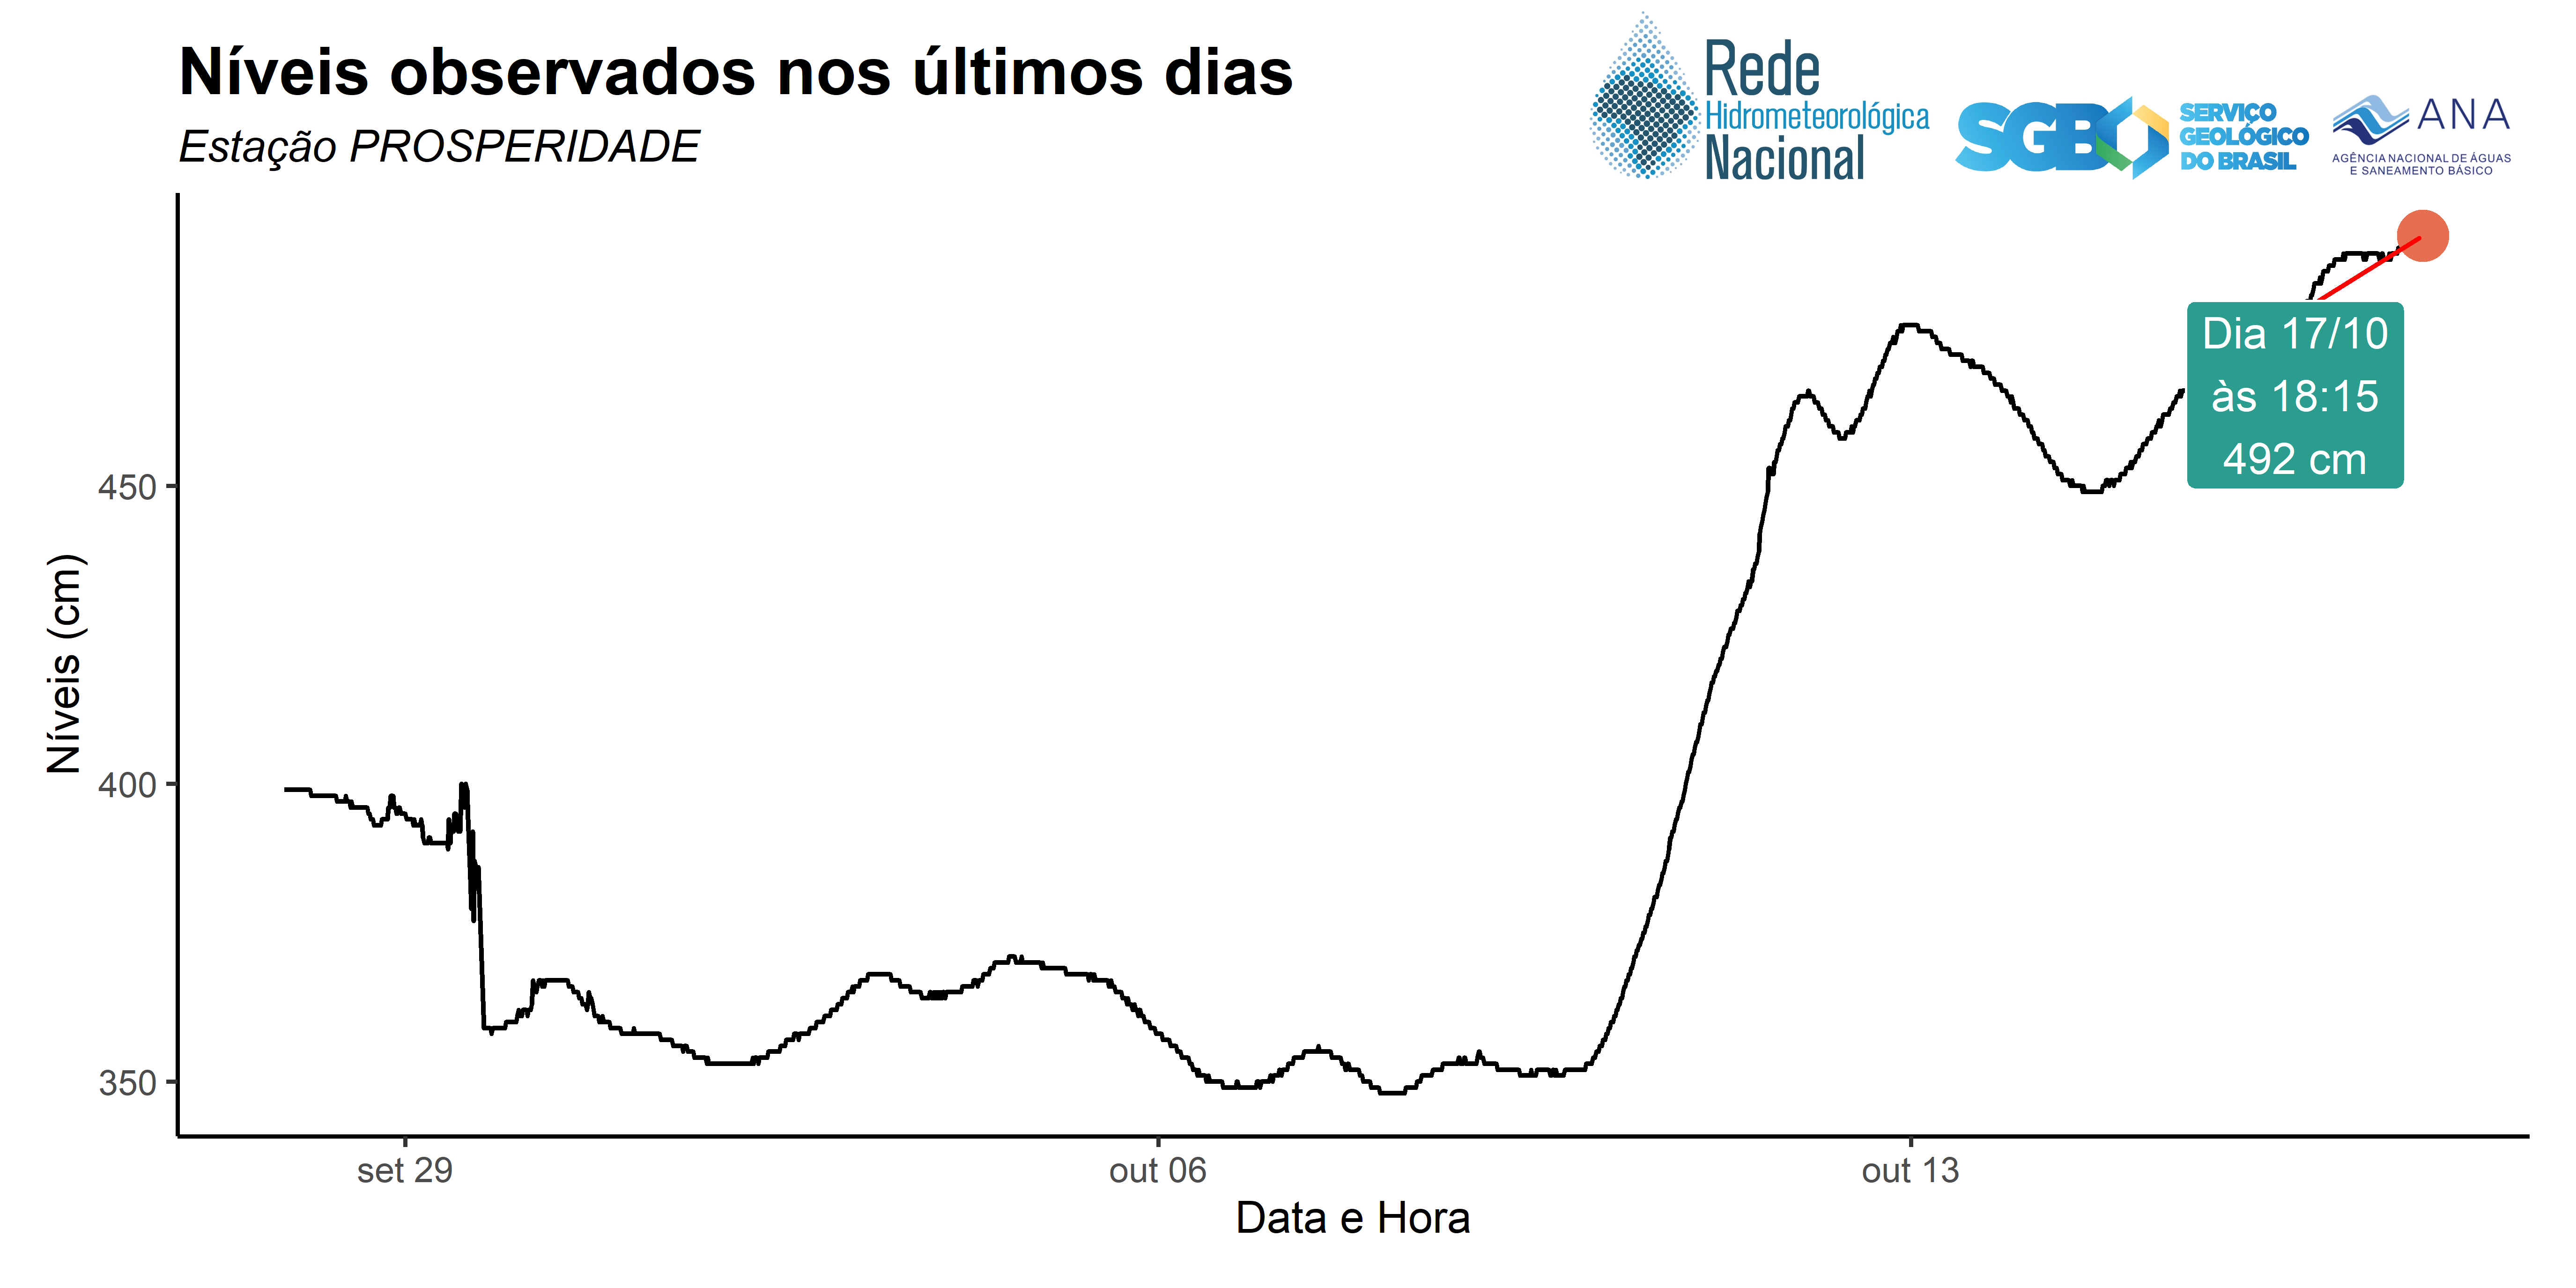 Níveis observados nos últimos dias
Estação PROSPERIDADE
Rede
Hidrometeorológica
Nacional
SGB
SERVIÇO
GEOLÓGICO
DO BRASIL
ANA
AGÊNCIA NACIONAL DE ÁGUAS
E SANEAMENTO BÁSICO
Dia 17/10
às 18:15
492 cm
Níveis (cm)
450
400
350
set 29
out 06
out 13
Data e Hora